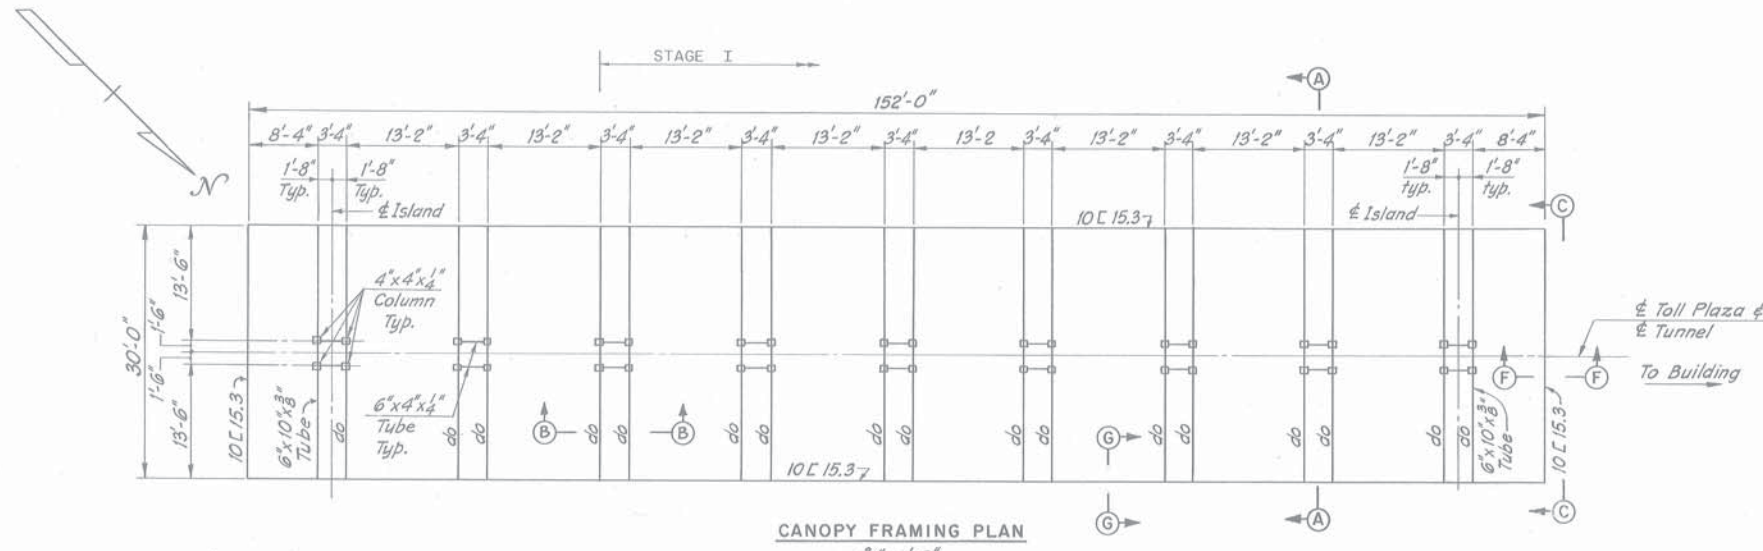 STAGE I
A
152'-0"
8'-4" 3'-4" 13'-2" 3'-4" 13'-2" 3'-4" 13'-2" 3'-4" 13'-2" 3'-4" 13'-2 3'-4" 13'-2" 3'-4" 13'-2" 3'-4" 13'-2" 3'-4" 8'-4"
1'-8" 1'-8" 1'-8" 1'-8"
Typ. Typ. typ. typ.
N
℄ Island
10 [ 15.3
℄ Island
C
30'-0"
13'-6"
1'-6"
1'-6"
13'-6"
4"x4"x1/4"
Column
Typ.
℄ Toll Plaza &
℄ Tunnel
To Building
F F
10 [ 15.3
6"x10"x3/8"
Tube
do
6"x4"x1/4"
Tube
Typ.
do do
B
do do
B
do do
do do
G
do do
do do
do do
6"x10"x3/8"
Tube
10 [ 15.3
10 [ 15.3
G
A
C
CANOPY FRAMING PLAN